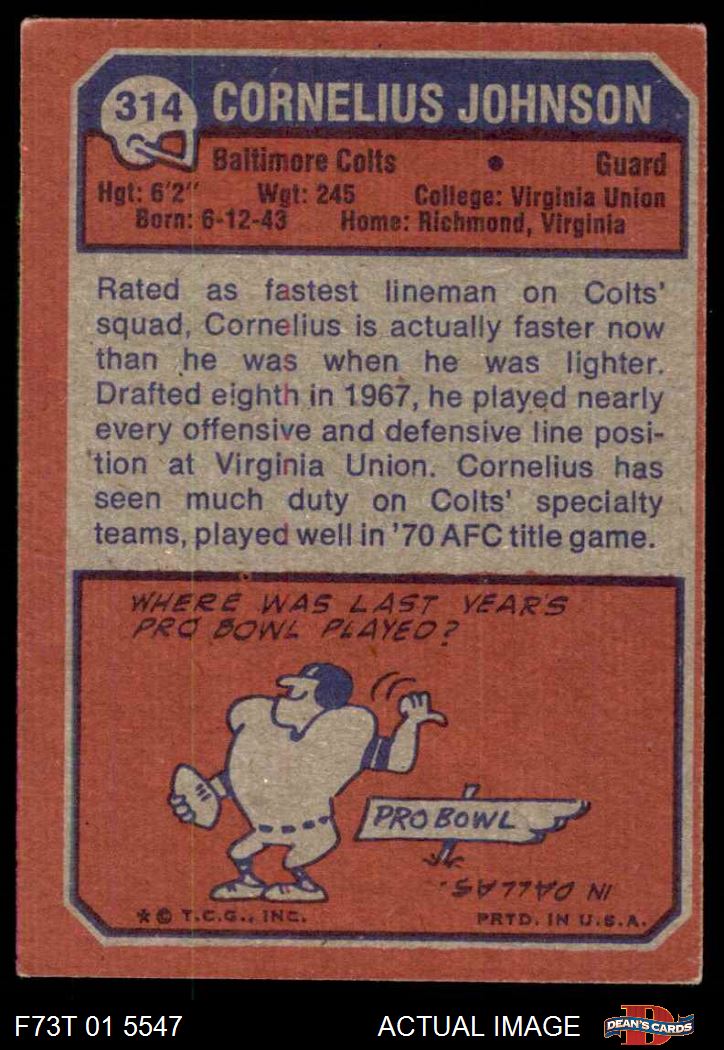 314 CORNELIUS JOHNSON
Baltimore Colts • Guard
Hgt: 6'2" Wgt: 245 College: Virginia Union
Born: 6-12-43 Home: Richmond, Virginia
Rated as fastest lineman on Colts'
squad, Cornelius is actually faster now
than he was when he was lighter.
Drafted eighth in 1967, he played nearly
every offensive and defensive line posi-
tion at Virginia Union. Cornelius has
seen much duty on Colts' specialty
teams, played well in '70 AFC title game.
WHERE WAS LAST YEAR'S
PRO BOWL PLAYED?
PRO BOWL
IN DALLAS.
★ © T.C.G., INC. PRTD. IN U.S.A.
F73T 01 5547 ACTUAL IMAGE D DEAN'S CARDS